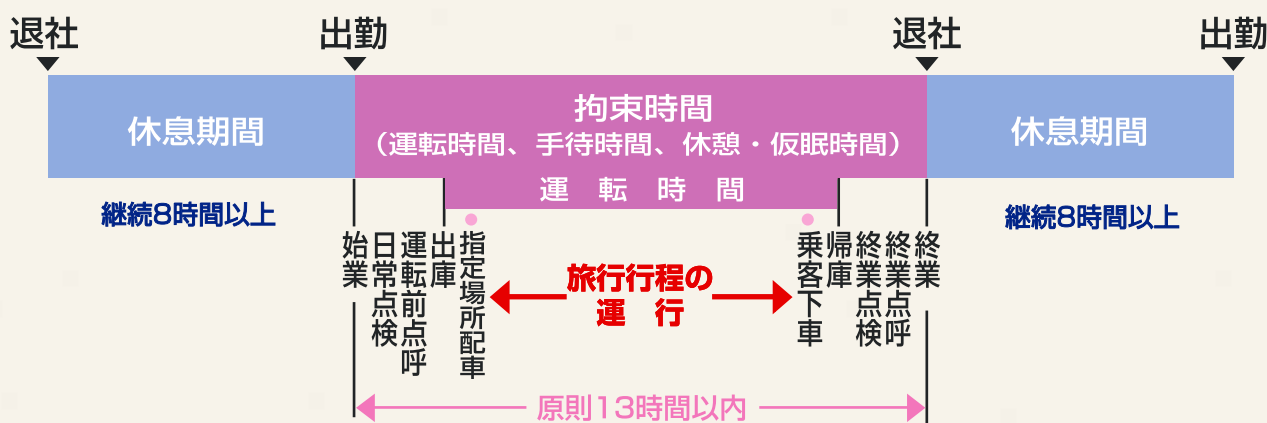 退社
出勤
退社
出勤
休息期間
拘束時間
（運転時間、手待時間、休憩・仮眠時間）
休息期間
運転時間
継続8時間以上
継続8時間以上
始業
日常点検
運転前点呼
出庫
指定場所配車
旅行行程の
運行
乗客下車
帰庫
終業点検
終業点呼
終業
原則13時間以内